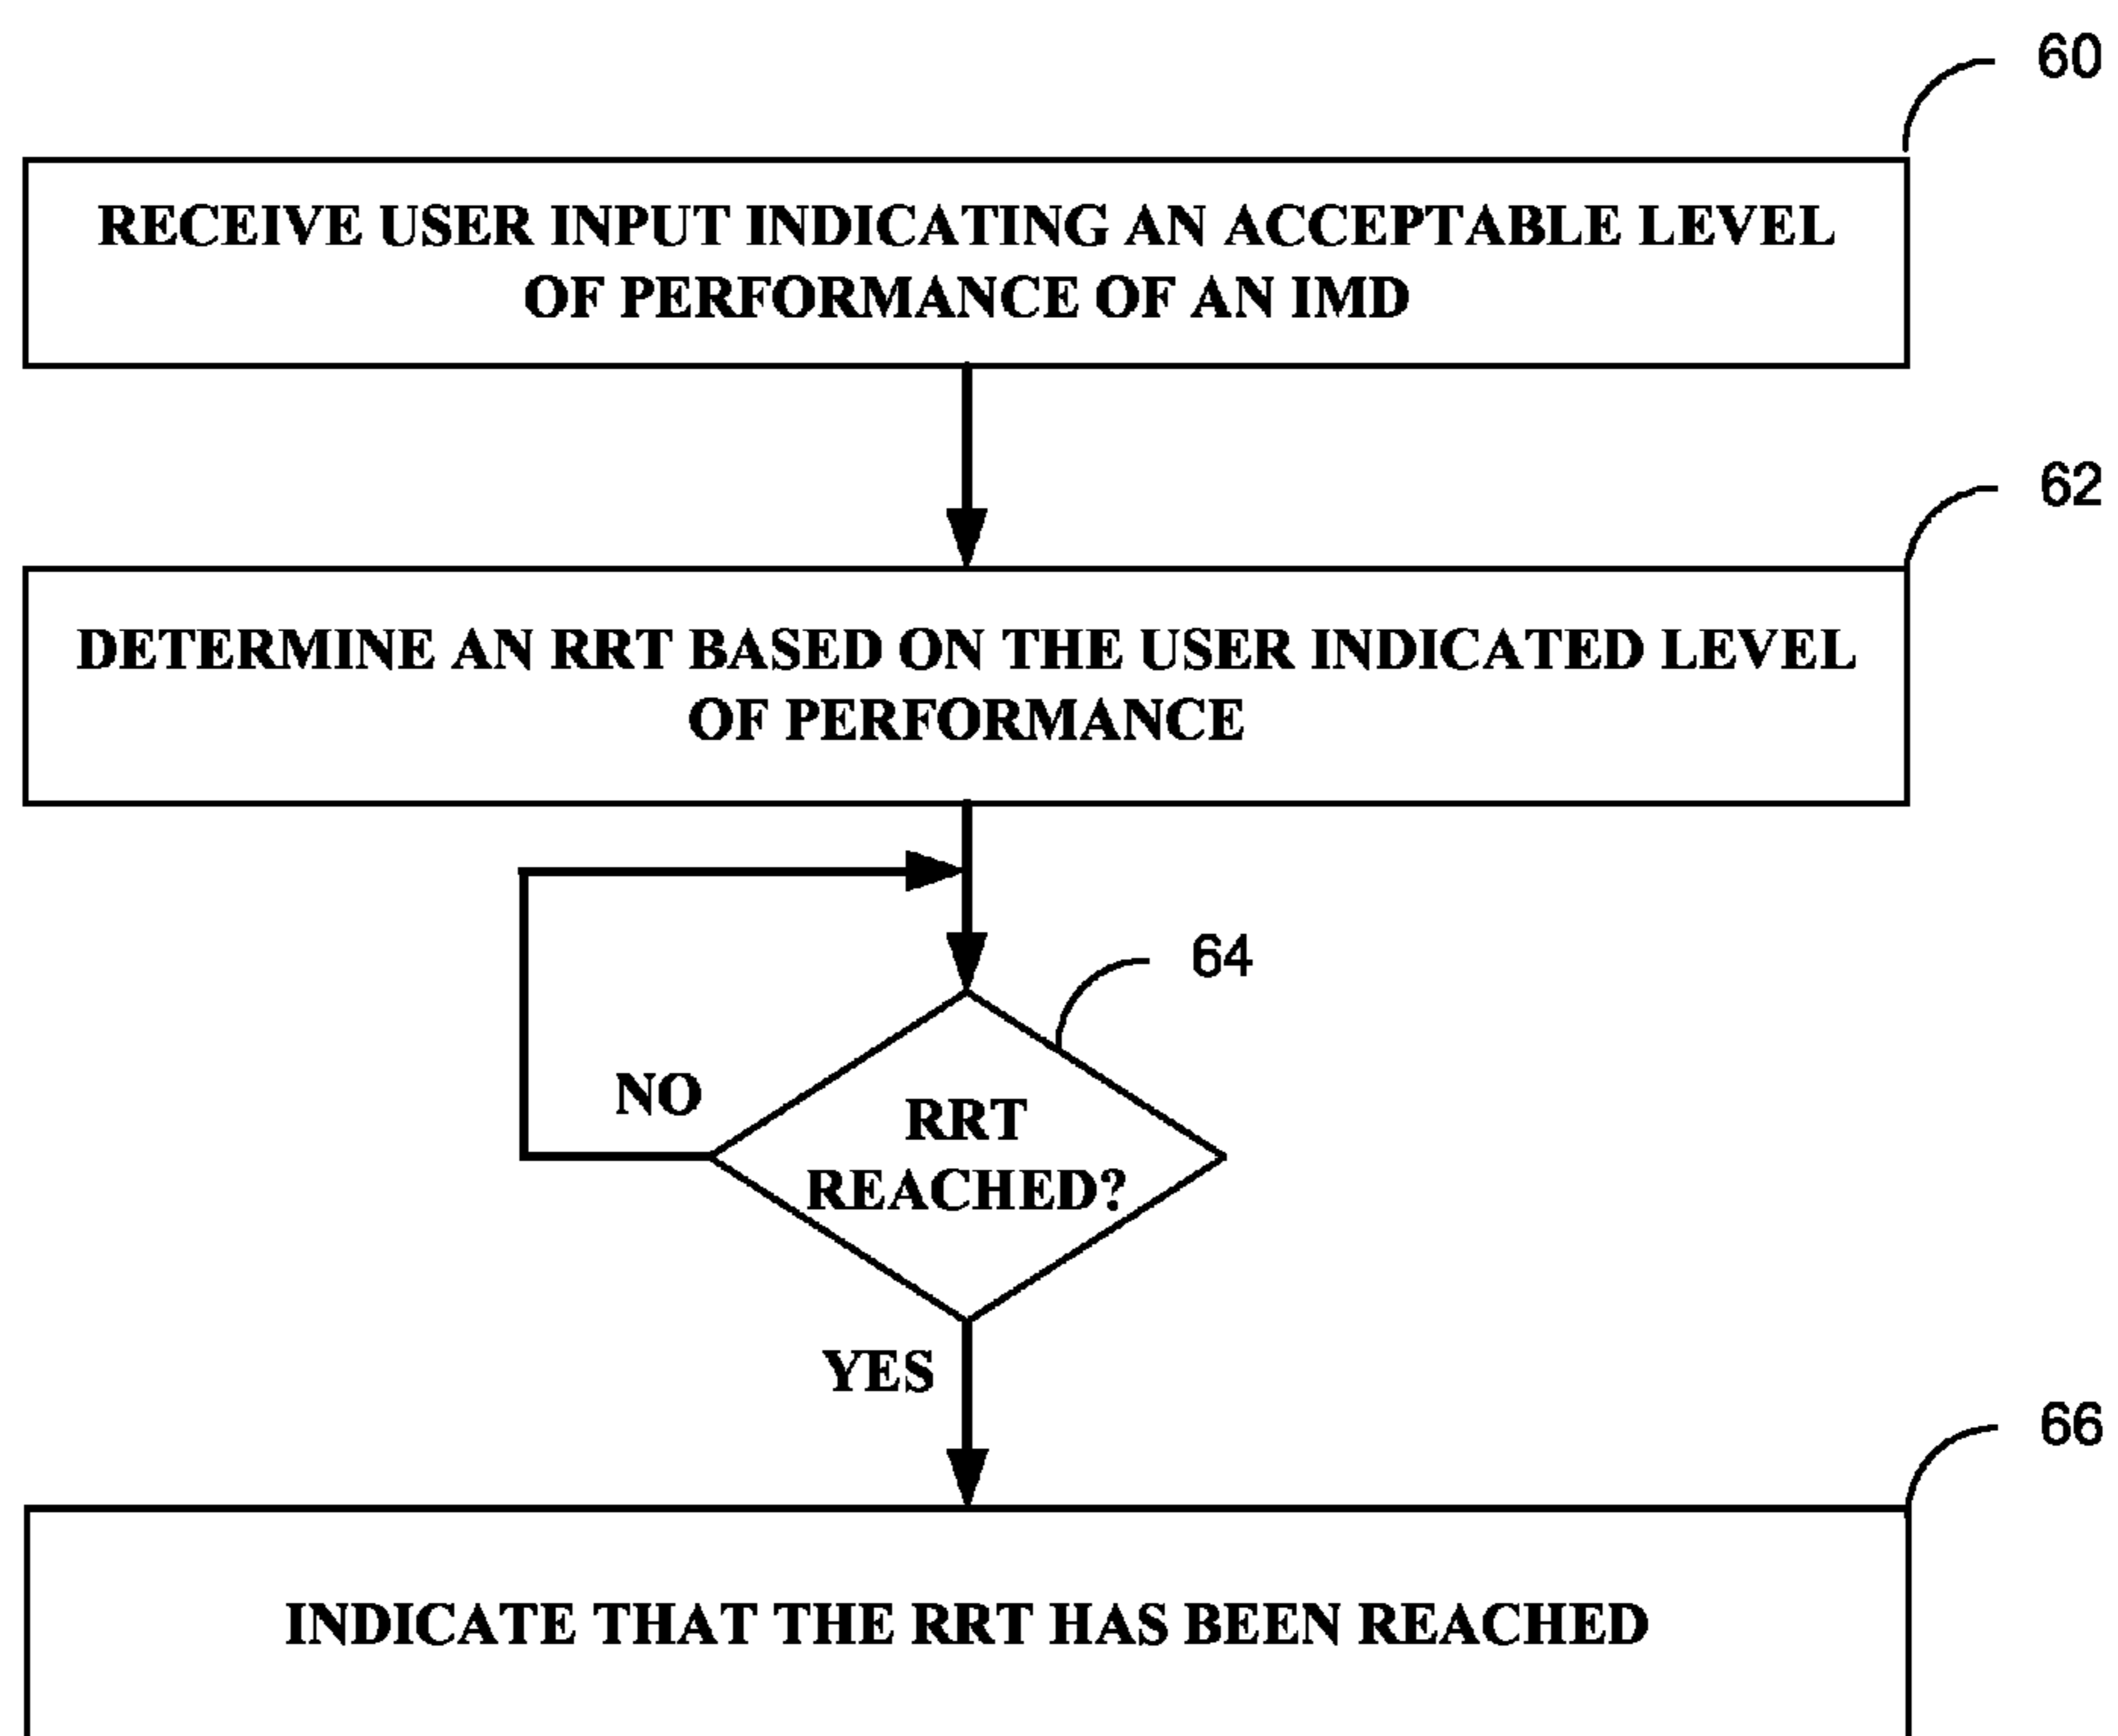 60
RECEIVE USER INPUT INDICATING AN ACCEPTABLE LEVEL
OF PERFORMANCE OF AN IMD
62
DETERMINE AN RRT BASED ON THE USER INDICATED LEVEL
OF PERFORMANCE
64
NO
RRT
REACHED?
YES
66
INDICATE THAT THE RRT HAS BEEN REACHED